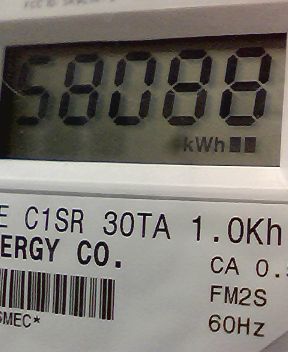 58088
kWh
E C1SR 30TA 1.0Kh
ERGY CO.
CA 0.
FM2S
SMEC*
60Hz